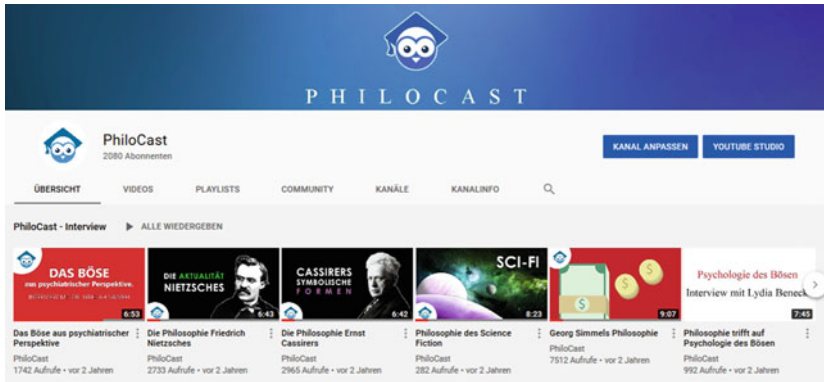 PHILOCAST
PhiloCast
2080 Abonnenten
KANAL ANPASSEN
YOUTUBE STUDIO
ÜBERSICHT VIDEOS PLAYLISTS COMMUNITY KANÄLE KANALINFO
PhiloCast - Interview ALLE WIEDERGEBEN
DAS BÖSE
aus psychiatrischer Perspektive.
6:53
DIE AKTUALITÄT
NIETZSCHES
6:43
CASSIRERS
SYMBOLISCHE
FORMEN
6:42
SCI-FI
8:23
$
$
$
9:07
Psychologie des Bösen
Interview mit Lydia Beneck
7:45
Das Böse aus psychiatrischer
Perspektive
PhiloCast
1742 Aufrufe • vor 2 Jahren
Die Philosophie Friedrich
Nietzsches
PhiloCast
2733 Aufrufe • vor 2 Jahren
Die Philosophie Ernst
Cassirers
PhiloCast
2965 Aufrufe • vor 2 Jahren
Philosophie des Science
Fiction
PhiloCast
282 Aufrufe • vor 2 Jahren
Georg Simmels Philosophie
PhiloCast
7512 Aufrufe • vor 2 Jahren
Philosophie trifft auf
Psychologie des Bösen
PhiloCast
992 Aufrufe • vor 2 Jahren